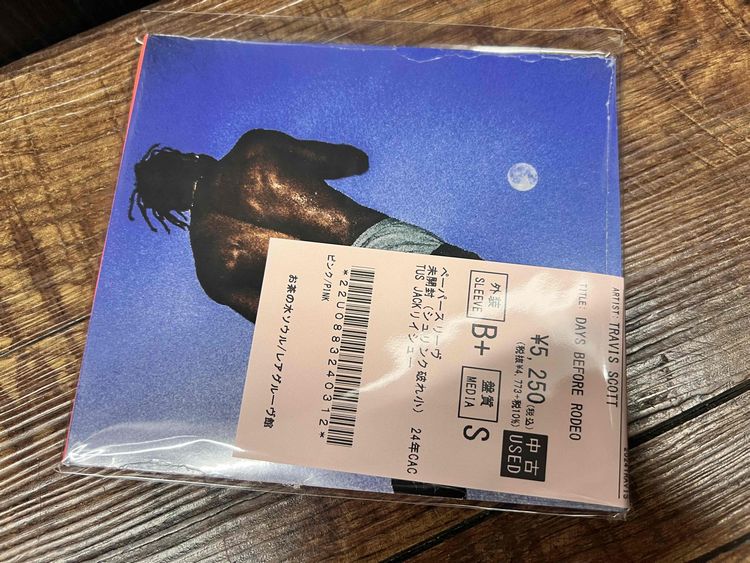 ARTIST: TRAVIS SCOTT
TITLE: DAYS BEFORE RODEO
¥5,250(税込)
(税抜¥4,773+税10%)
中古
USED
外装
SLEEVE
B+
盤質
MEDIA
S
ペーパースリーヴ
未開封(シュリンク破れ小) 24年CAC
TUS JACKリイシュー
*22U0883240312*
ピンク/PINK
お茶の水ソウル/レアグルーヴ館